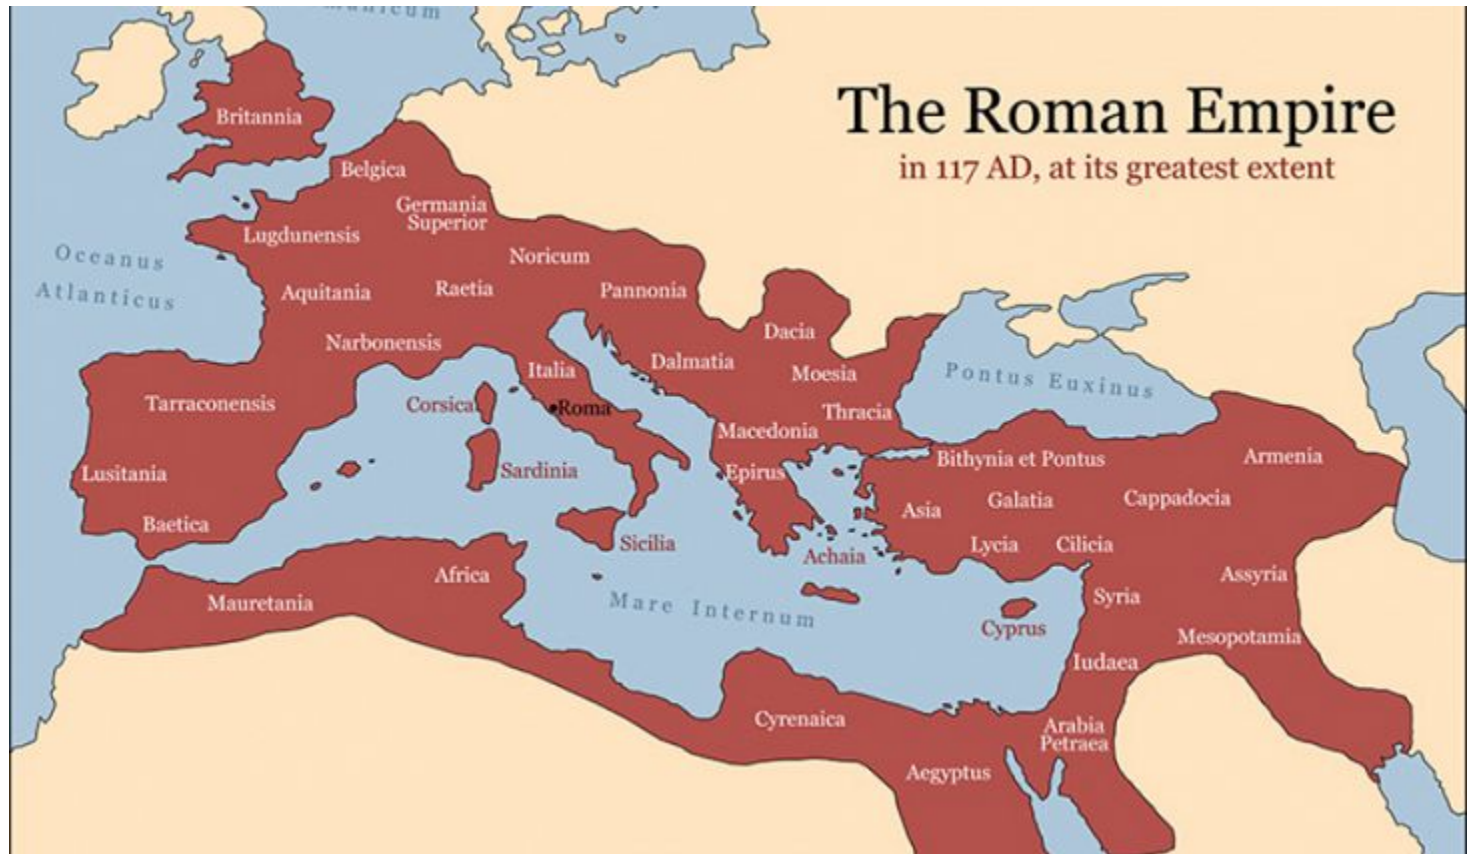 manicum
The Roman Empire
in 117 AD, at its greatest extent
Britannia
Belgica
Germania
Superior
Lugdunensis
Oceanus
Atlanticus
Noricum
Aquitania
Raetia
Pannonia
Dacia
Narbonensis
Italia
Dalmatia
Moesia
Pontus Euxinus
Tarraconensis
Corsica
Roma
Thracia
Macedonia
Lusitania
Sardinia
Epirus
Bithynia et Pontus
Armenia
Baetica
Asia
Galatia
Cappadocia
Sicilia
Achaia
Lycia
Cilicia
Africa
Assyria
Mauretania
Mare Internum
Syria
Cyprus
Mesopotamia
Iudaea
Cyrenaica
Arabia
Petraea
Aegyptus